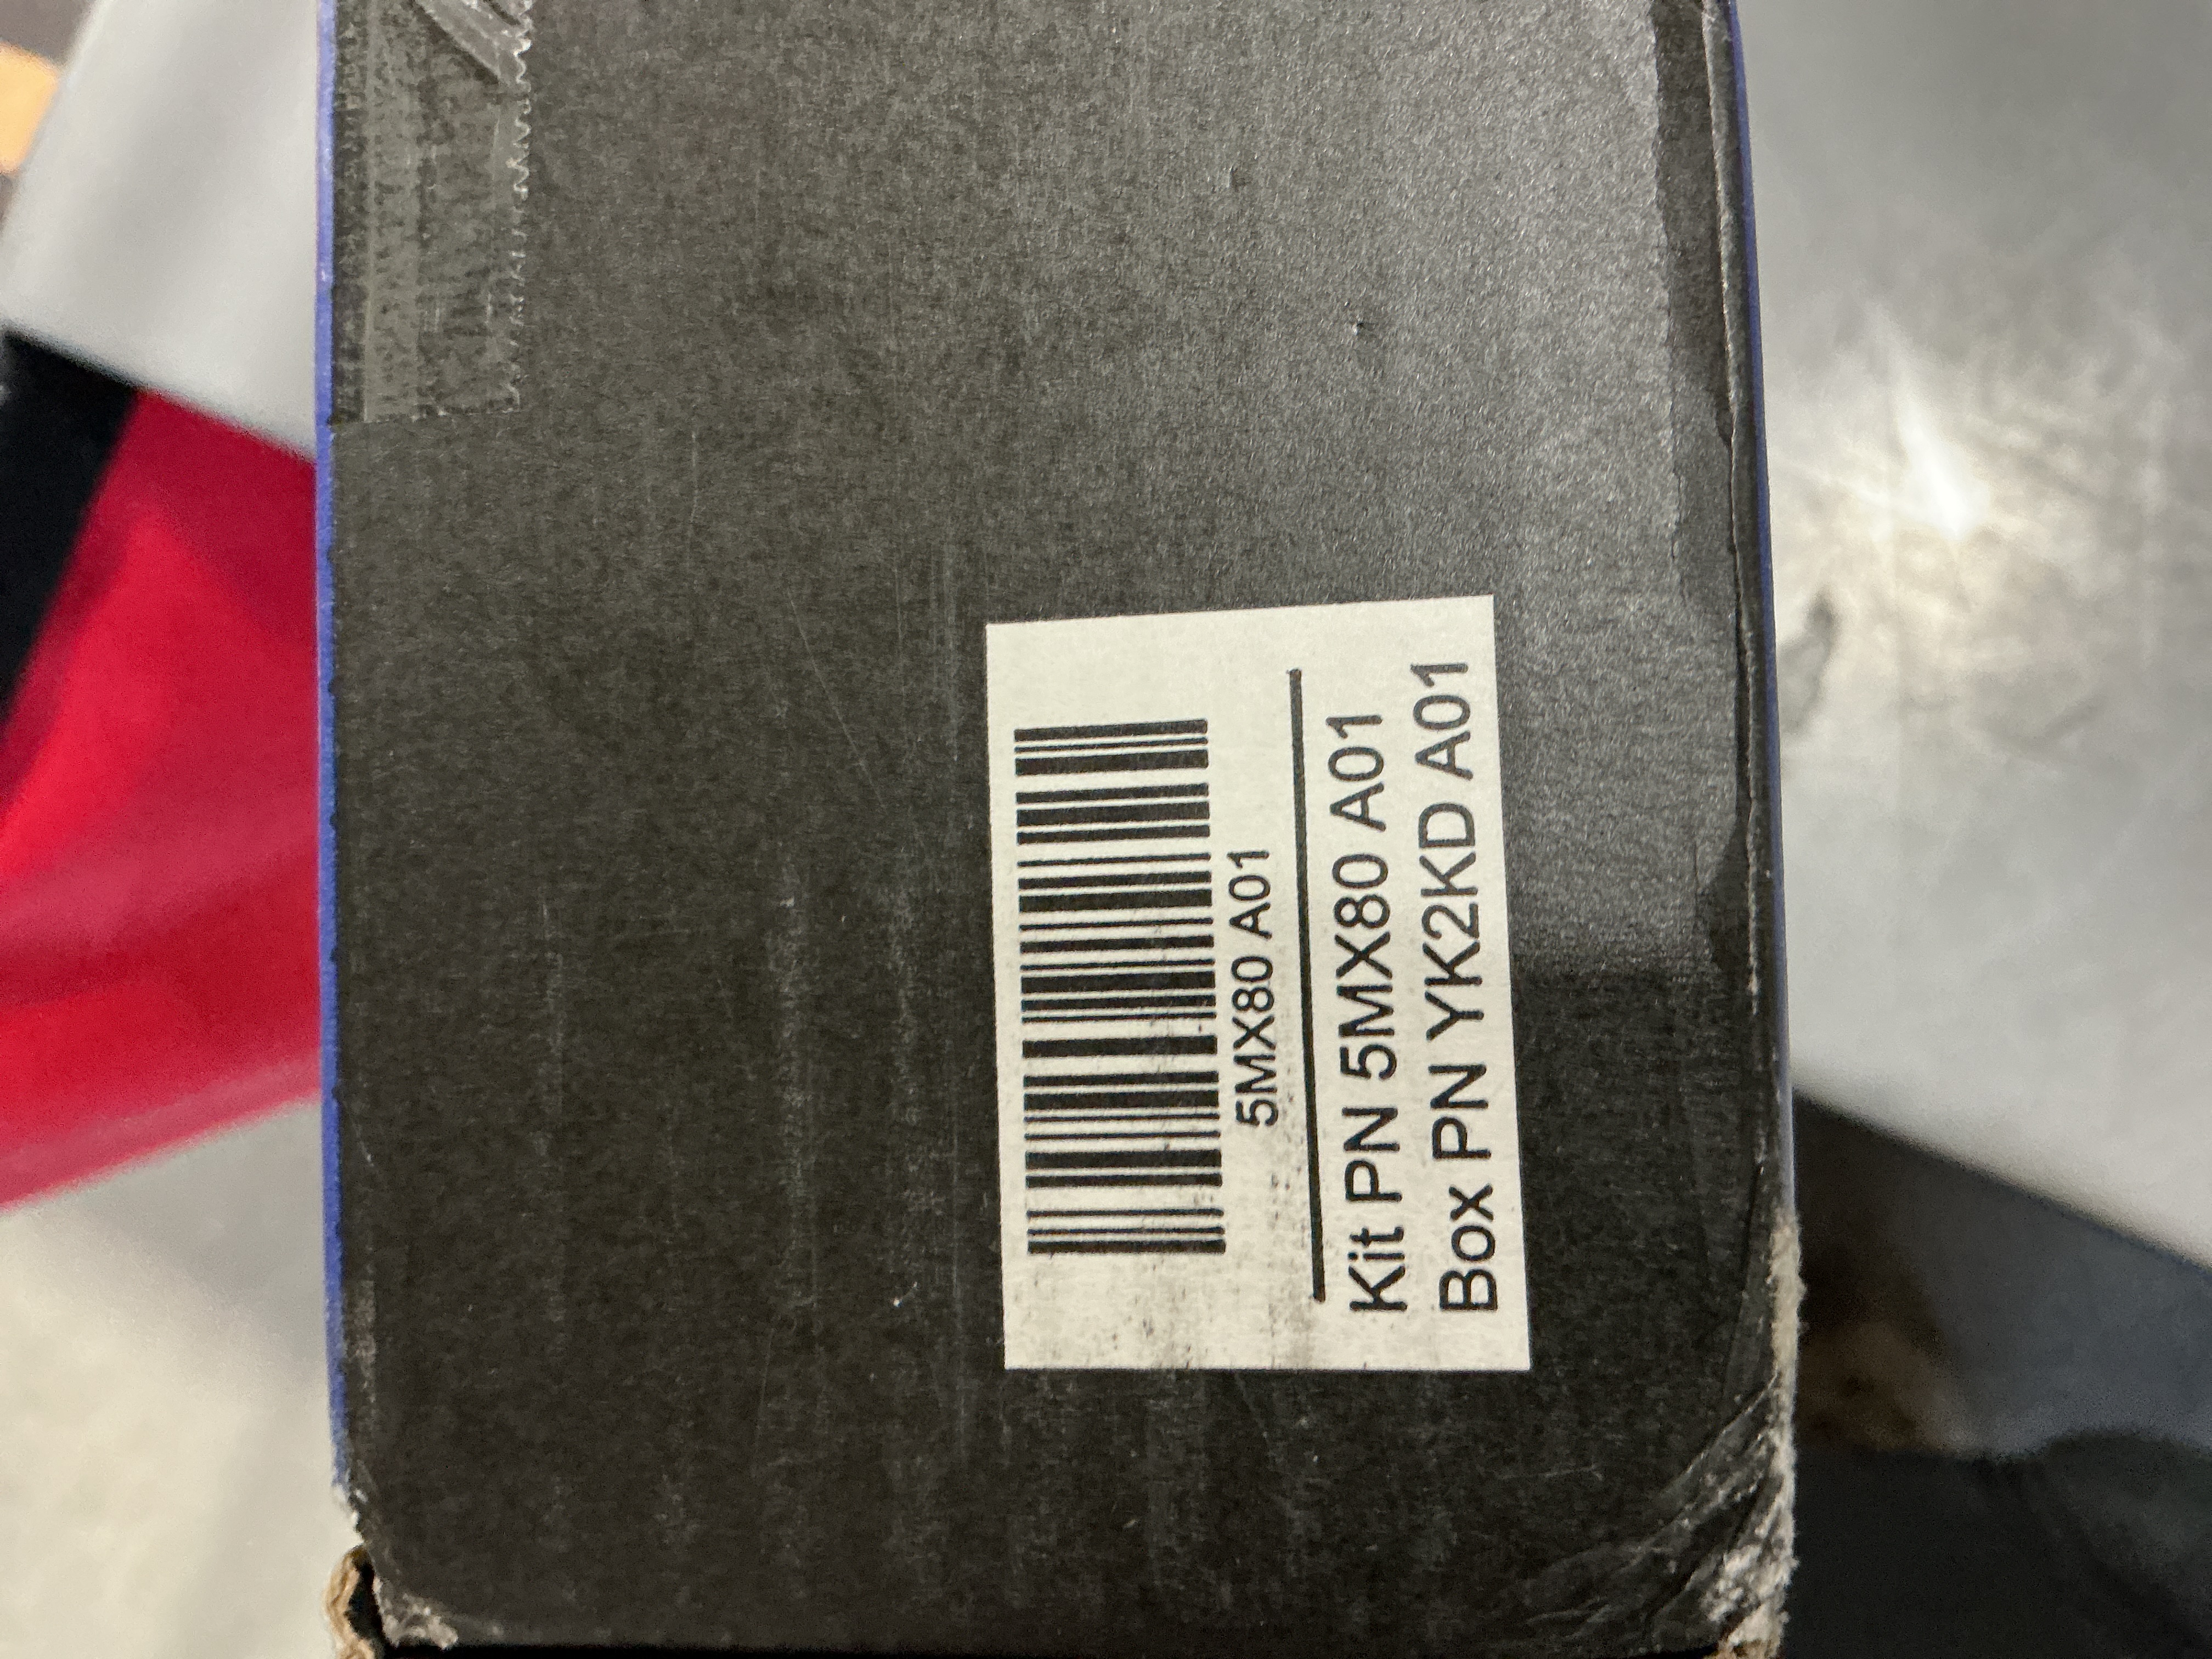 5MX80 A01
Kit PN 5MX80 A01
Box PN YK2KD A01